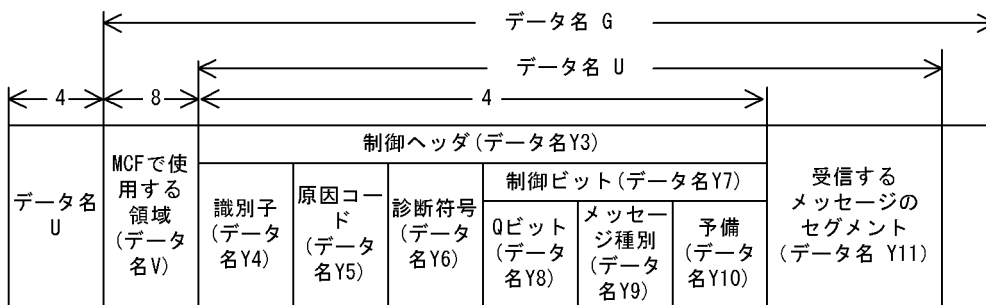 データ名 G
データ名 U
4
8
4
制御ヘッダ(データ名Y3)
データ名
U
MCFで使
用する
領域
(データ
名V)
識別子
(データ
名Y4)
原因コー
ド
(データ
名Y5)
診断符号
(データ
名Y6)
制御ビット(データ名Y7)
Qビット
(データ
名Y8)
メッセー
ジ種別
(データ
名Y9)
予備
(データ
名Y10)
受信する
メッセージの
セグメント
(データ名 Y11)